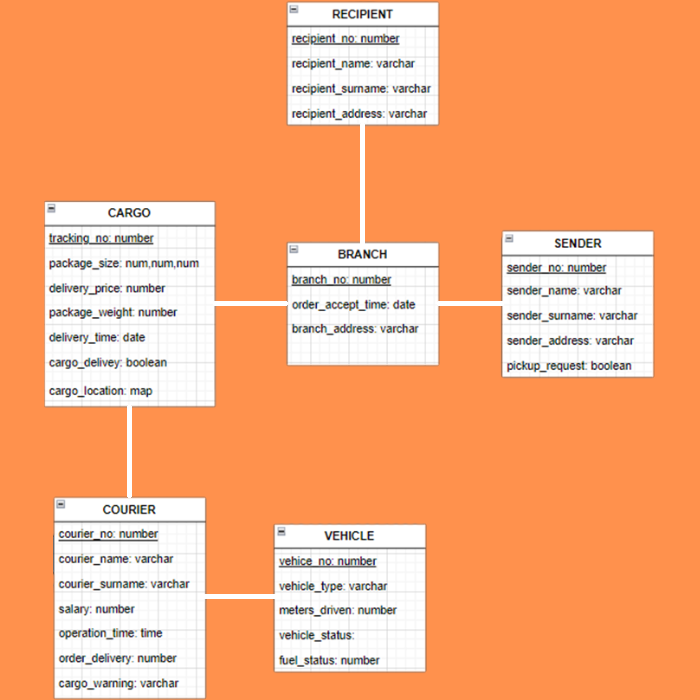 RECIPIENT
recipient_no: number
recipient_name: varchar
recipient_surname: varchar
recipient_address: varchar
CARGO
tracking_no: number
package_size: num,num,num
delivery_price: number
package_weight: number
delivery_time: date
cargo_delivey: boolean
cargo_location: map
BRANCH
branch_no: number
order_accept_time: date
branch_address: varchar
SENDER
sender_no: number
sender_name: varchar
sender_surname: varchar
sender_address: varchar
pickup_request: boolean
COURIER
courier_no: number
courier_name: varchar
courier_surname: varchar
salary: number
operation_time: time
order_delivery: number
cargo_warning: varchar
VEHICLE
vehice_no: number
vehicle_type: varchar
meters_driven: number
vehicle_status:
fuel_status: number